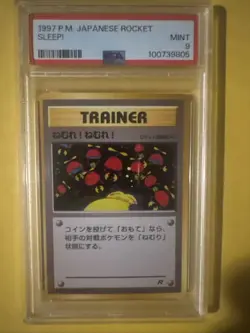 1997 P.M. JAPANESE ROCKET
MINT
SLEEP!
9
PSA
100739805
TRAINER
ねむれ！ねむれ！
コインを投げて「おもて」なら、
相手の対戦ポケモンを「ねむり」
状態にする。
R